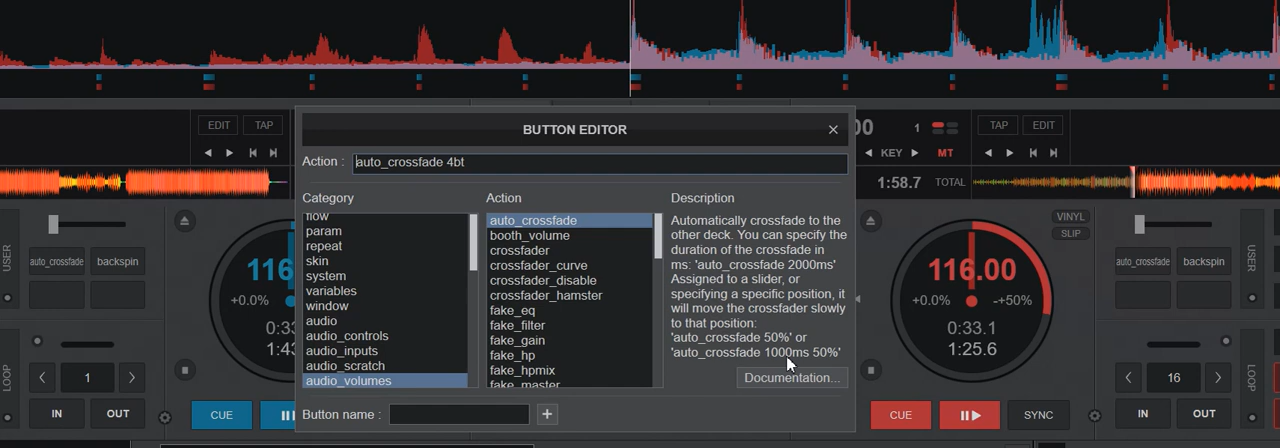 BUTTON EDITOR
Action : auto_crossfade 4bt
Category
Action
Description
flow
param
repeat
skin
system
variables
window
audio
audio_controls
audio_inputs
audio_scratch
audio_volumes
auto_crossfade
booth_volume
crossfader
crossfader_curve
crossfader_disable
crossfader_hamster
fake_eq
fake_filter
fake_gain
fake_hp
fake_hpmix
fake_master
Automatically crossfade to the
other deck. You can specify the
duration of the crossfade in
ms: 'auto_crossfade 2000ms'
Assigned to a slider, or
specifying a specific position, it
will move the crossfader slowly
to that position:
'auto_crossfade 50%' or
'auto_crossfade 1000ms 50%'
Documentation...
Button name :
+
EDIT
TAP
USER
auto_crossfade
backspin
116
+0.0%
0:33
1:43
LOOP
1
IN
OUT
CUE
00
1
KEY
MT
TAP
EDIT
1:58.7
TOTAL
VINYL
SLIP
116.00
+0.0%
-+50%
0:33.1
1:25.6
auto_crossfade
backspin
USER
16
LOOP
CUE
SYNC
IN
OUT